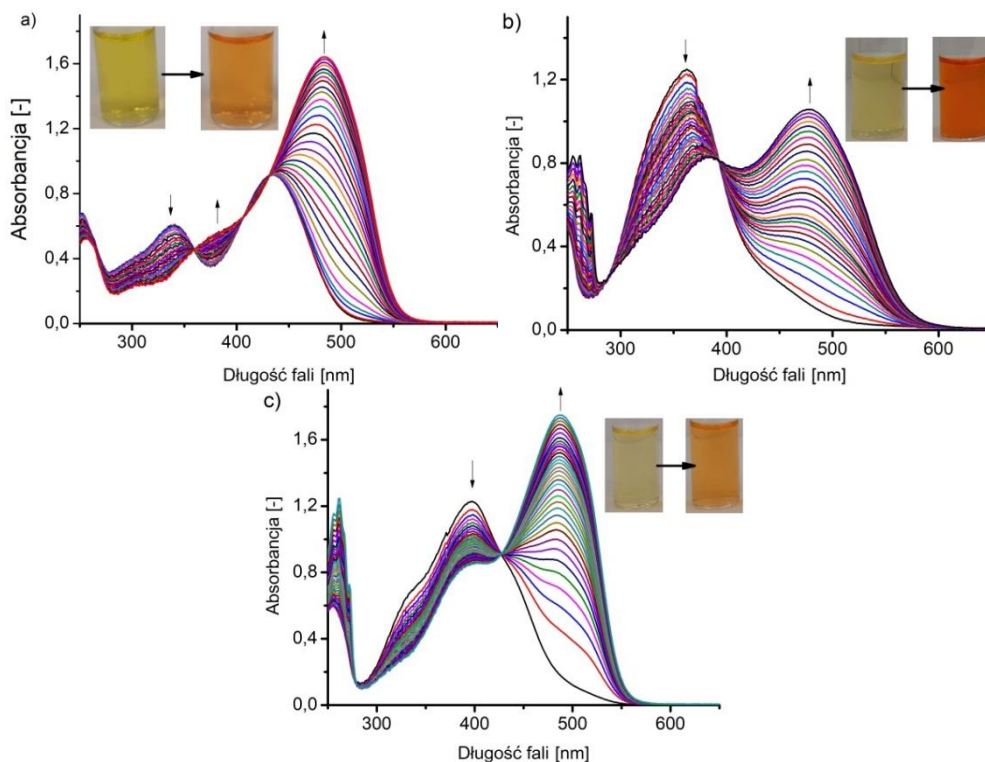 a)
Absorbancja [-]
1,6
1,2
0,8
0,4
0,0
300
400
500
600
Długość fali [nm]
b)
Absorbancja [-]
1,2
0,8
0,4
0,0
300
400
500
600
Długość fali [nm]
c)
Absorbancja [-]
1,6
1,2
0,8
0,4
0,0
300
400
500
600
Długość fali [nm]